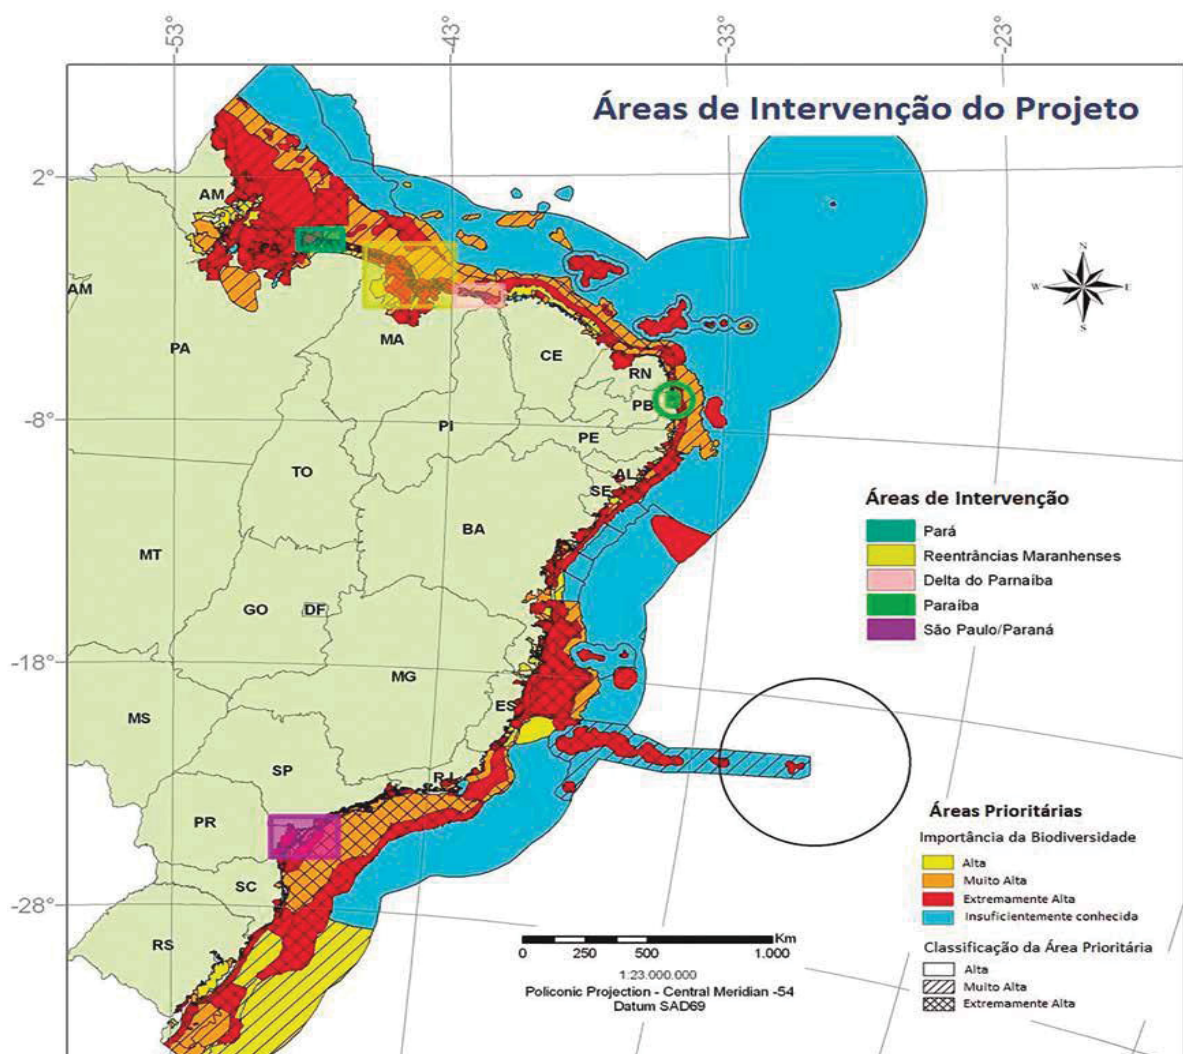 -53°
-43°
-33°
-23°
Áreas de Intervenção do Projeto
2°
AM
N
W
E
S
AM
PA
MA
CE
RN
PB
-8°
PI
PE
TO
AL
SE
Áreas de Intervenção
BA
Pará
MT
Reentrâncias Maranhenses
Delta do Parnaíba
GO
DF
Paraíba
São Paulo/Paraná
-18°
MG
ES
MS
SP
RJ
Áreas Prioritárias
PR
Importância da Biodiversidade
Alta
Muito Alta
SC
Extremamente Alta
-28°
Insuficientemente conhecida
RS
Km
Classificação da Área Prioritária
0 250 500 1.000
Alta
1:23.000.000
Muito Alta
Policonic Projection - Central Meridian -54
Extremamente Alta
Datum SAD69